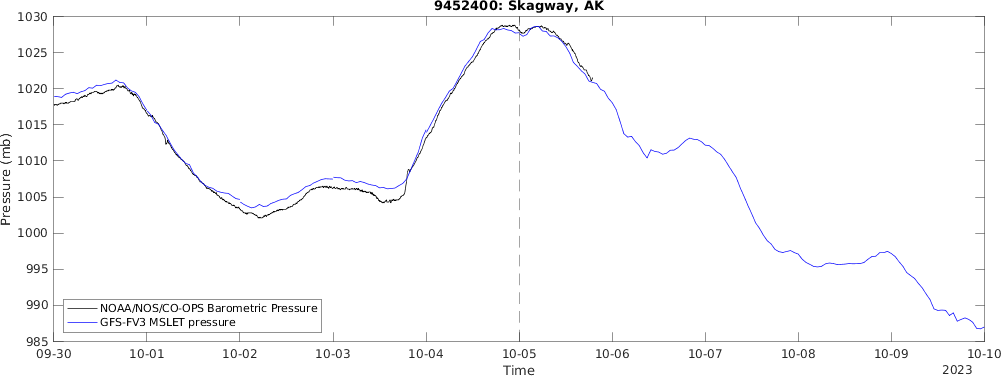 9452400: Skagway, AK
Pressure (mb)
1030
1025
1020
1015
1010
1005
1000
995
990
985
NOAA/NOS/CO-OPS Barometric Pressure
GFS-FV3 MSLET pressure
09-30 10-01 10-02 10-03 10-04 10-05 10-06 10-07 10-08 10-09 10-10
Time
2023